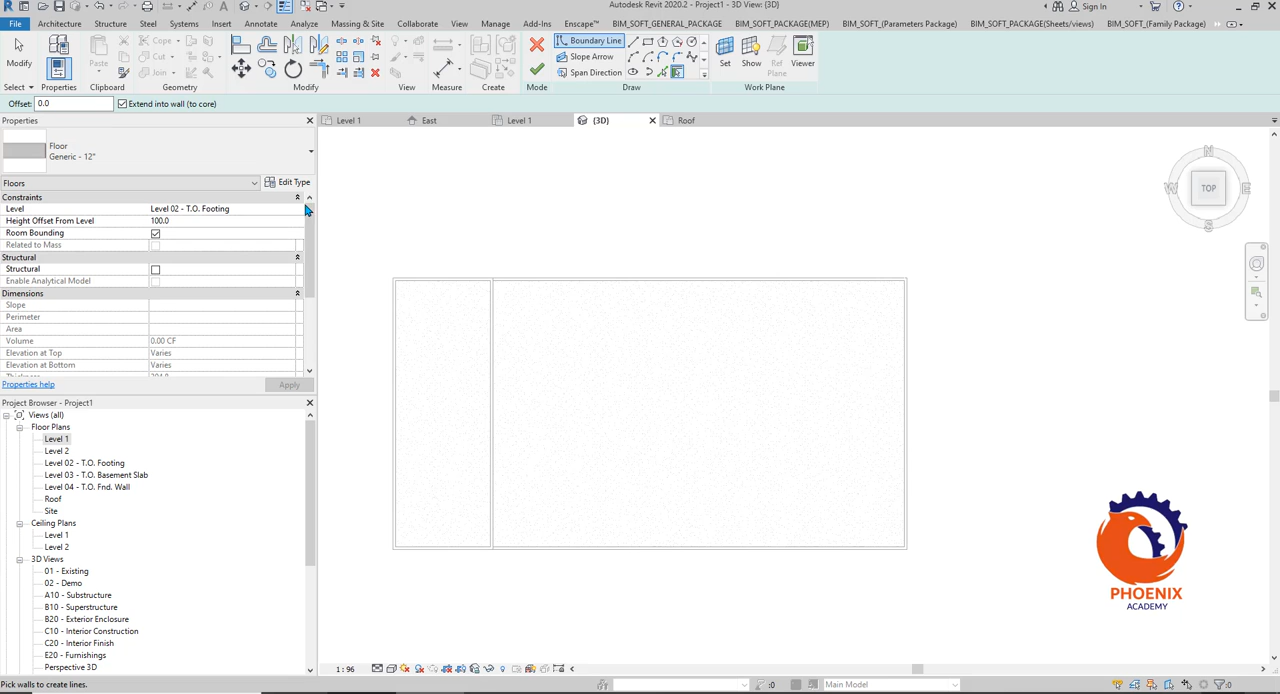 Autodesk Revit 2020.2 - Project1 - 3D View: {3D}
Sign In
File Architecture Structure Steel Systems Insert Annotate Analyze Massing & Site Collaborate View Manage Add-Ins Enscape™ BIM_SOFT_GENERAL_PACKAGE BIM_SOFT_PACKAGE(MEP) BIM_SOFT_(Parameters Package) BIM_SOFT_PACKAGE(Sheets/views) BIM_SOFT_(Family Package)
Cope
Boundary Line
Cut
Slope Arrow
Modify
Paste
Join
Span Direction
Set Show Ref Plane Viewer
Select Properties Clipboard Geometry Modify View Measure Create Mode Draw Work Plane
Offset: 0.0 Extend into wall (to core)
Properties
Level 1 East Level 1 {3D} Roof
Floor
Generic - 12"
Floors Edit Type
Constraints
Level Level 02 - T.O. Footing
Height Offset From Level 100.0
Room Bounding
Related to Mass
Structural
Structural
Enable Analytical Model
Dimensions
Slope
Perimeter
Area
Volume 0.00 CF
Elevation at Top Varies
Elevation at Bottom Varies
Properties help Apply
Project Browser - Project1
Views (all)
Floor Plans
Level 1
Level 2
Level 02 - T.O. Footing
Level 03 - T.O. Basement Slab
Level 04 - T.O. Fnd. Wall
Roof
Site
Ceiling Plans
Level 1
Level 2
3D Views
01 - Existing
02 - Demo
A10 - Substructure
B10 - Superstructure
B20 - Exterior Enclosure
C10 - Interior Construction
C20 - Interior Finish
E20 - Furnishings
Perspective 3D
N
W TOP E
S
PHOENIX
ACADEMY
1 : 96
Pick walls to create lines.
:0 Main Model :0